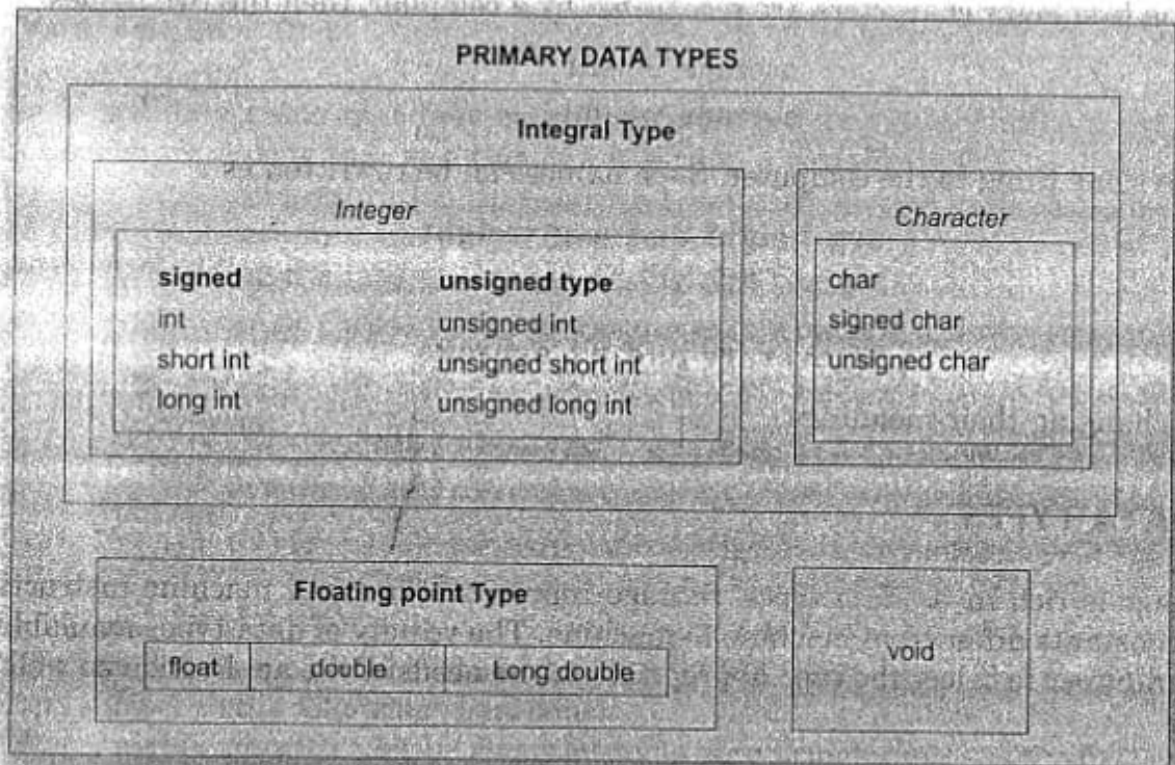 PRIMARY DATA TYPES
Integral Type
Integer
signed unsigned type
int unsigned int
short int unsigned short int
long int unsigned long int
Character
char
signed char
unsigned char
Floating point Type
float double Long double
void